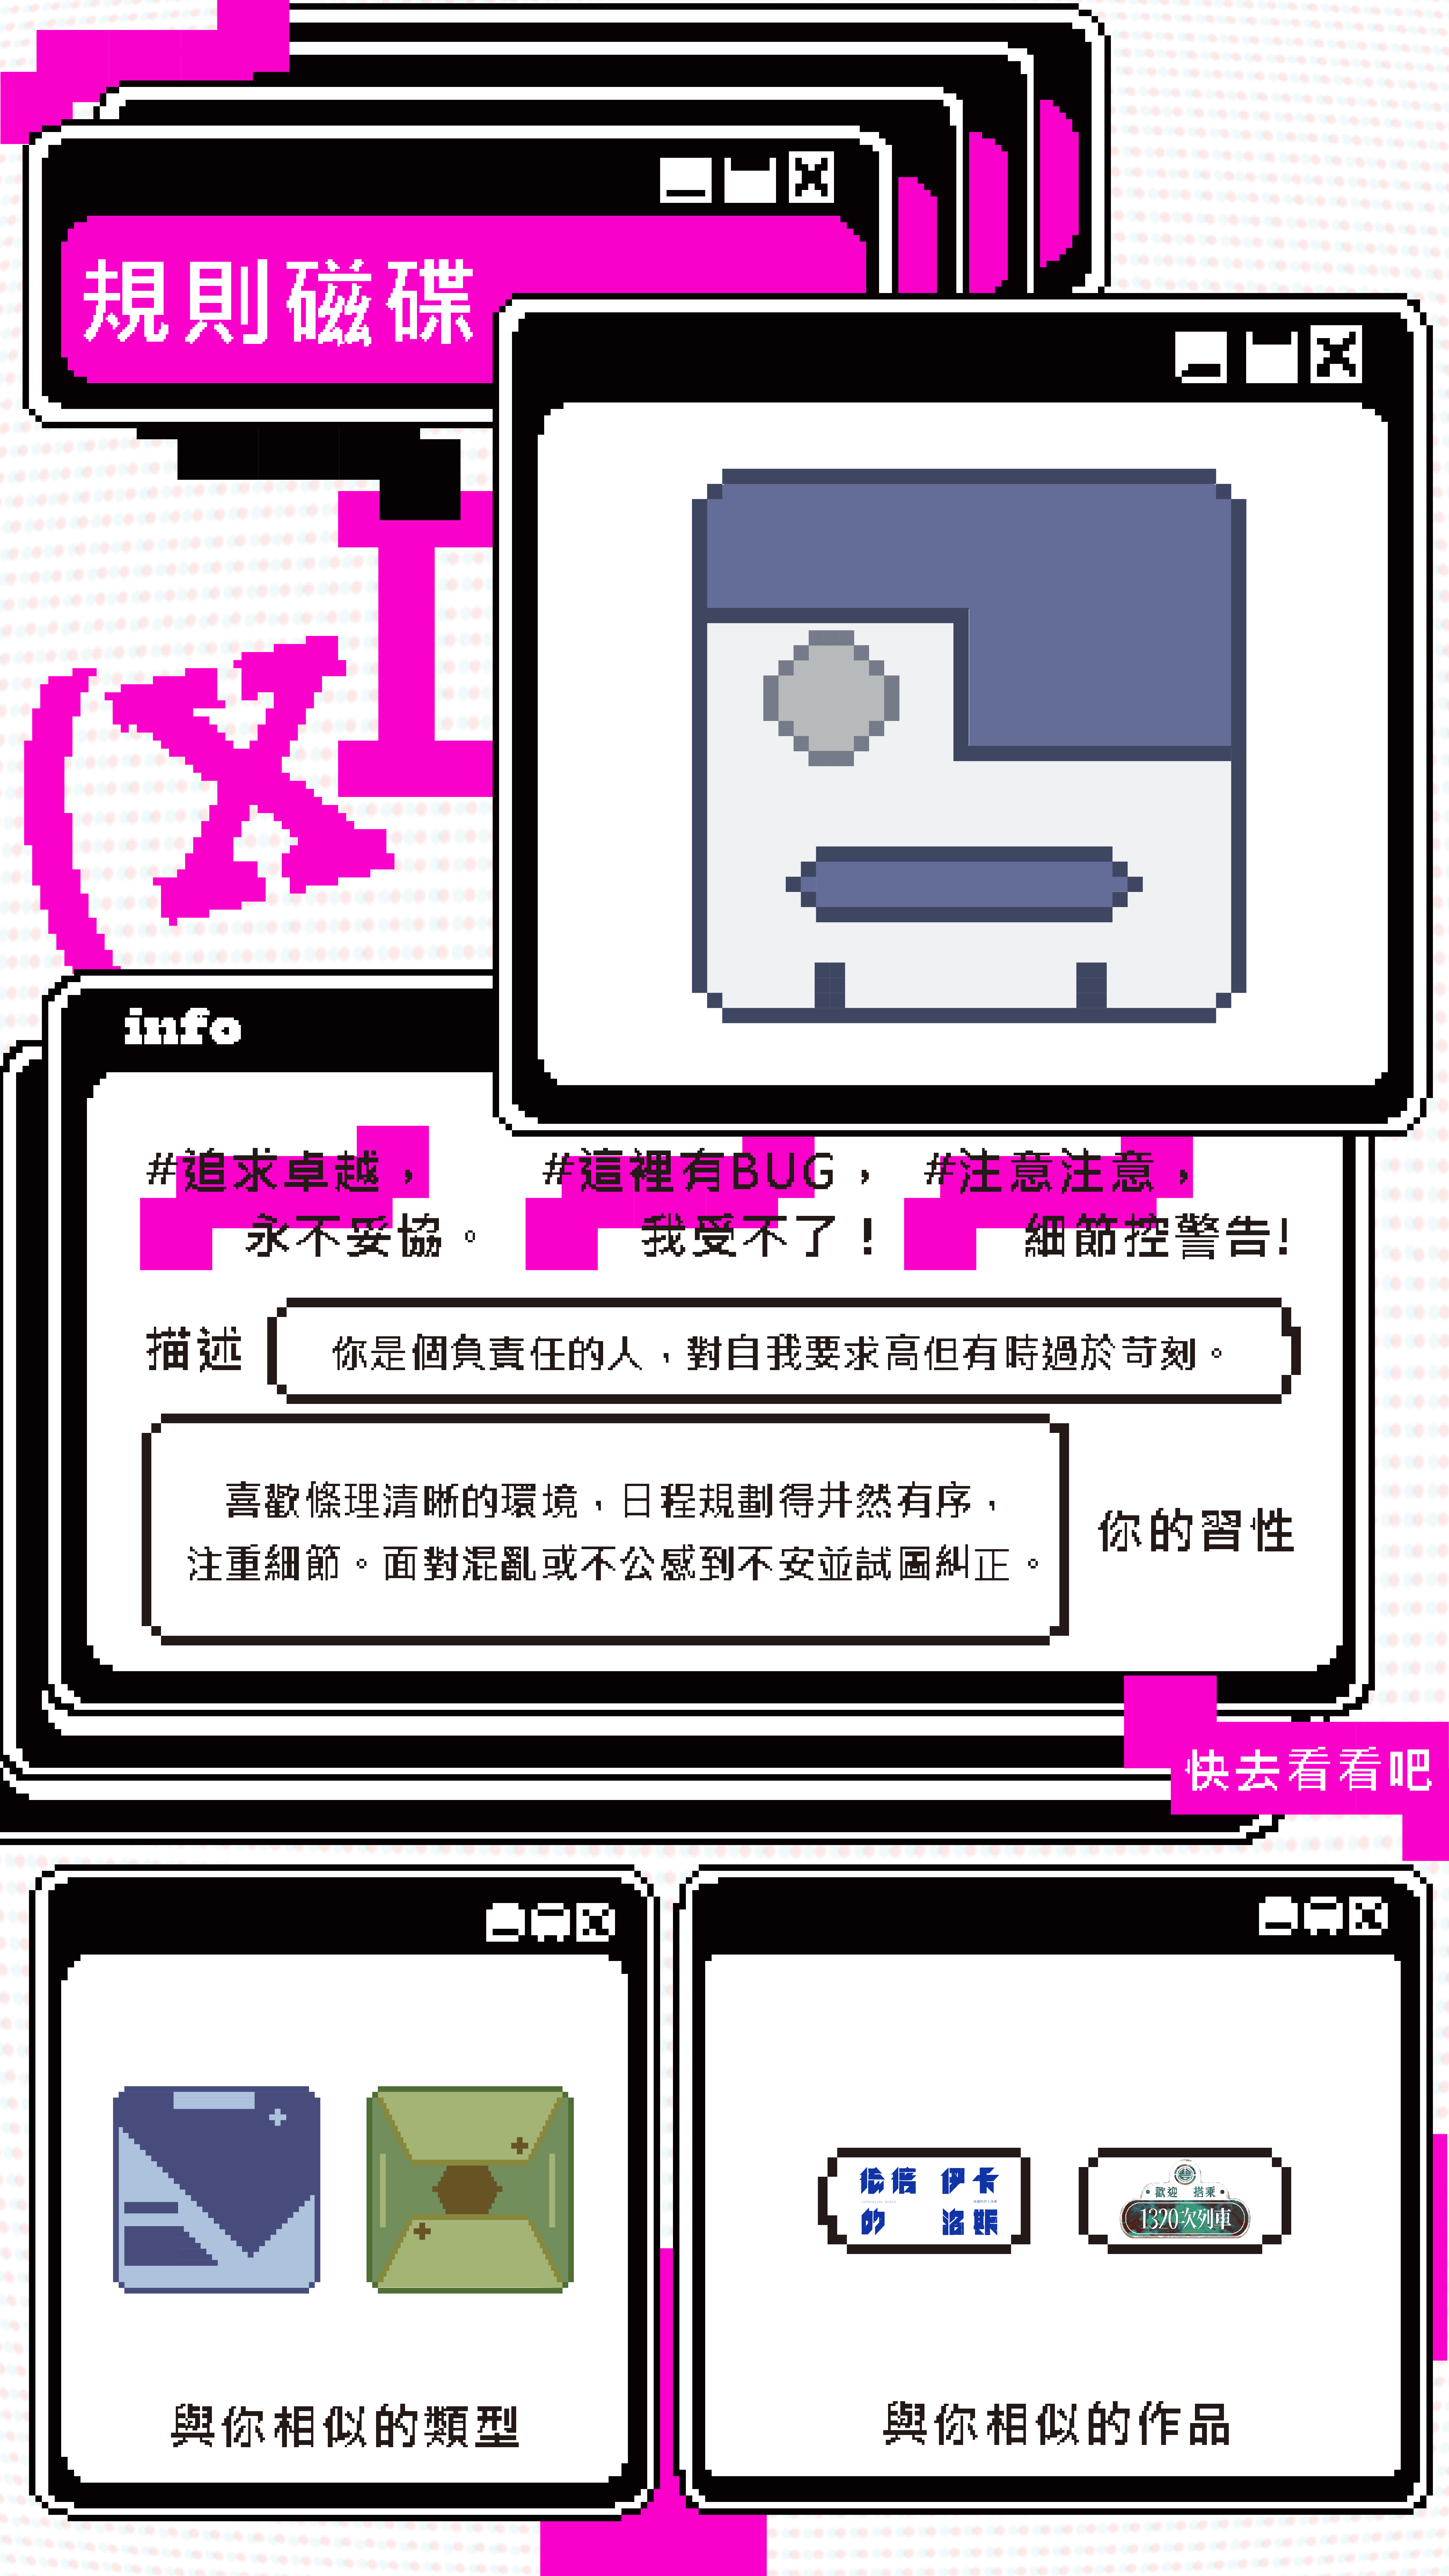 規則磁碟
info
#追求卓越，
永不妥協。
#這裡有BUG，
我受不了！
#注意注意，
細節控警告!
描述
你是個負責任的人，對自我要求高但有時過於苛刻。
喜歡條理清晰的環境，日程規劃得井然有序，
注重細節。面對混亂或不公感到不安並試圖糾正。
你的習性
快去看看吧
與你相似的類型
伊卡
洛斯
歡迎 搭乘
1320次列車
與你相似的作品